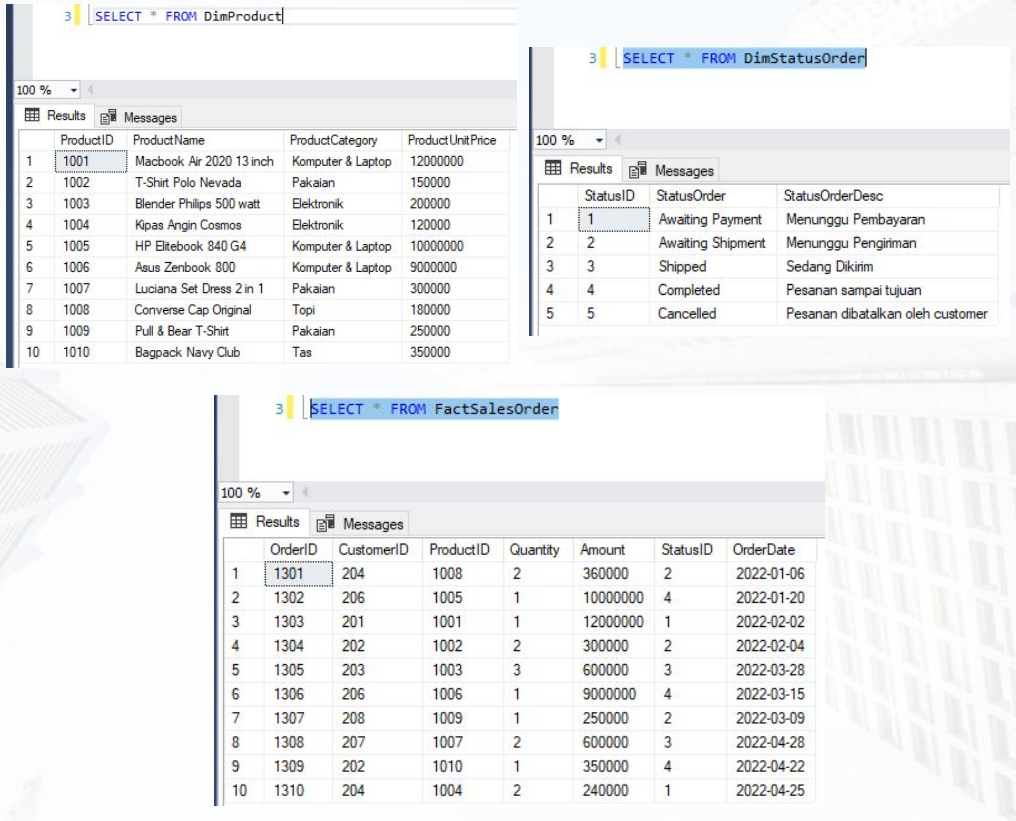 3 SELECT * FROM DimProduct
100 %
Results Messages
ProductID ProductName ProductCategory ProductUnitPrice
1 1001 Macbook Air 2020 13 inch Komputer & Laptop 12000000
2 1002 T-Shirt Polo Nevada Pakaian 150000
3 1003 Blender Philips 500 watt Elektronik 200000
4 1004 Kipas Angin Cosmos Elektronik 120000
5 1005 HP Elitebook 840 G4 Komputer & Laptop 10000000
6 1006 Asus Zenbook 800 Komputer & Laptop 9000000
7 1007 Luciana Set Dress 2 in 1 Pakaian 300000
8 1008 Converse Cap Original Topi 180000
9 1009 Pull & Bear T-Shirt Pakaian 250000
10 1010 Bagpack Navy Club Tas 350000
3 SELECT * FROM DimStatusOrder
100 %
Results Messages
StatusID StatusOrder StatusOrderDesc
1 1 Awaiting Payment Menunggu Pembayaran
2 2 Awaiting Shipment Menunggu Pengiriman
3 3 Shipped Sedang Dikirim
4 4 Completed Pesanan sampai tujuan
5 5 Cancelled Pesanan dibatalkan oleh customer
3 SELECT * FROM FactSalesOrder
100 %
Results Messages
OrderID CustomerID ProductID Quantity Amount StatusID OrderDate
1 1301 204 1008 2 360000 2 2022-01-06
2 1302 206 1005 1 10000000 4 2022-01-20
3 1303 201 1001 1 12000000 1 2022-02-02
4 1304 202 1002 2 300000 2 2022-02-04
5 1305 203 1003 3 600000 3 2022-03-28
6 1306 206 1006 1 9000000 4 2022-03-15
7 1307 208 1009 1 250000 2 2022-03-09
8 1308 207 1007 2 600000 3 2022-04-28
9 1309 202 1010 1 350000 4 2022-04-22
10 1310 204 1004 2 240000 1 2022-04-25